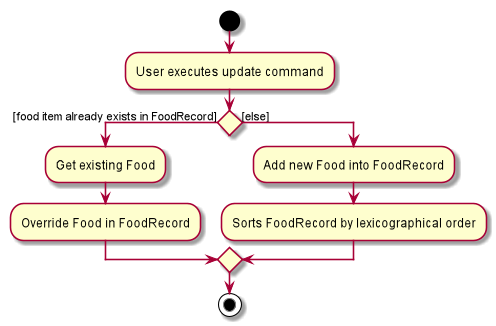 User executes update command
[food item already exists in FoodRecord]
[else]
Get existing Food
Add new Food into FoodRecord
Override Food in FoodRecord
Sorts FoodRecord by lexicographical order